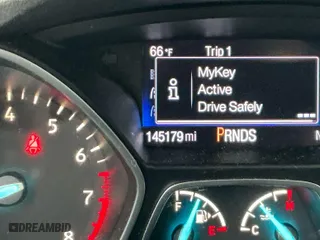 66°F Trip 1
MyKey
Active
Drive Safely
145179 mi PRNDS N
4
5
6
7
8
F
E
H
C
DREAMBID